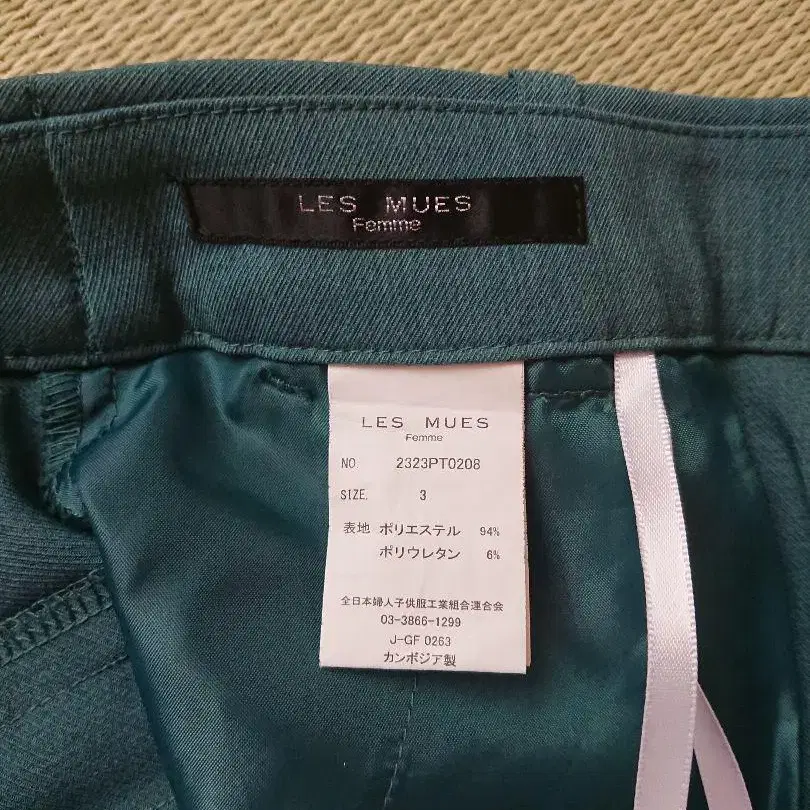 LES MUES
Femme
LES MUES
Femme
NO 2323PT0208
SIZE. 3
表地 ポリエステル 94%
ポリウレタン 6%
全日本婦人子供服工業組合連合会
03-3866-1299
J-GF 0263
カンボジア製